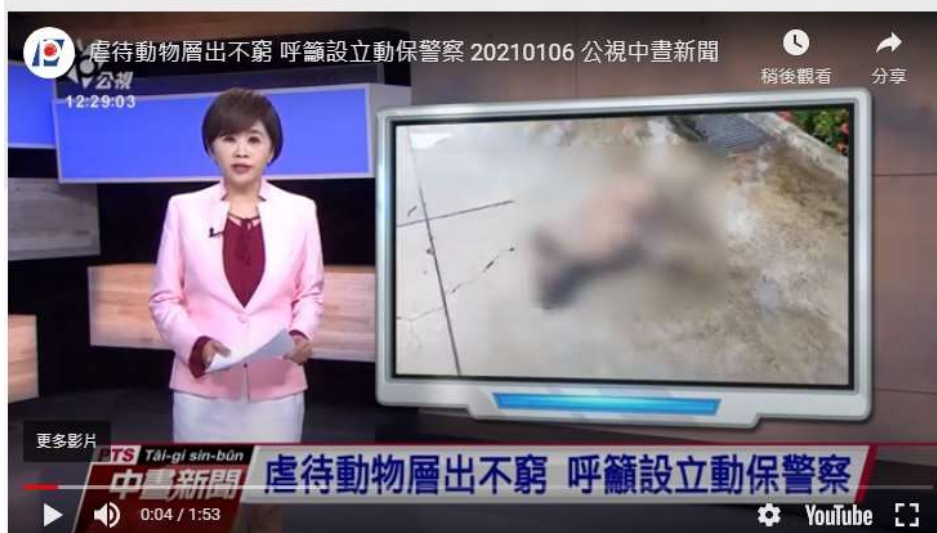 虐待動物層出不窮 呼籲設立動保警察 20210106 公視中晝新聞
稍後觀看
分享
公視
12:29:03
更多影片
PTS Tâi-gí sin-bûn
中晝新聞
虐待動物層出不窮 呼籲設立動保警察
0:04 / 1:53
YouTube